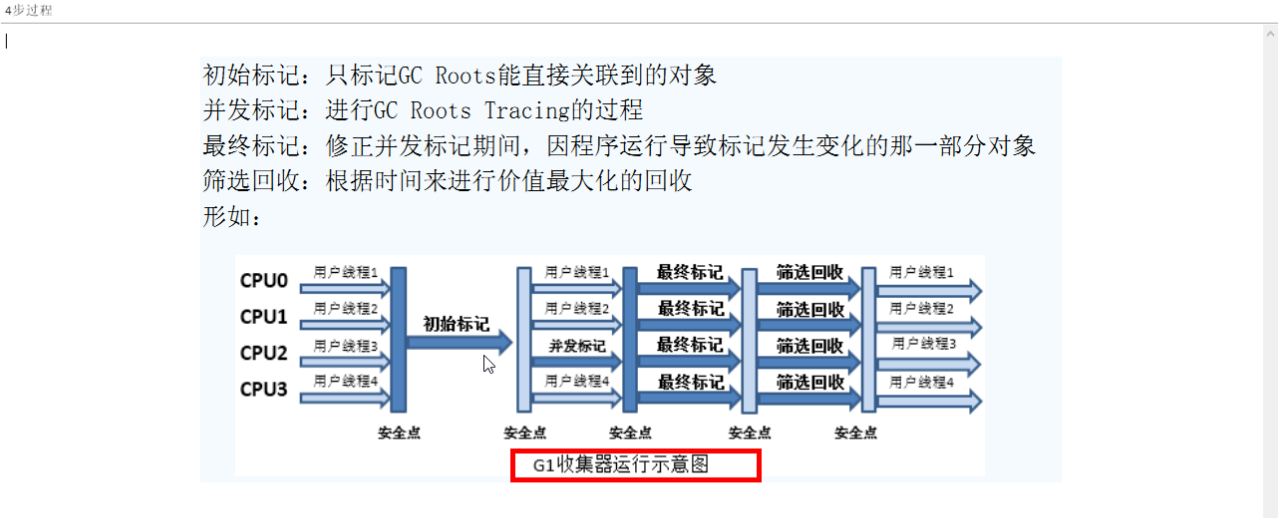 4步过程
初始标记：只标记GC Roots能直接关联到的对象
并发标记：进行GC Roots Tracing的过程
最终标记：修正并发标记期间，因程序运行导致标记发生变化的那一部分对象
筛选回收：根据时间来进行价值最大化的回收
形如：
CPU0 用户线程1 用户线程1 最终标记 筛选回收 用户线程1
CPU1 用户线程2 用户线程2 最终标记 筛选回收 用户线程2
初始标记
CPU2 用户线程3 并发标记 最终标记 筛选回收 用户线程3
CPU3 用户线程4 用户线程4 最终标记 筛选回收 用户线程4
安全点 安全点 安全点 安全点 安全点
G1收集器运行示意图